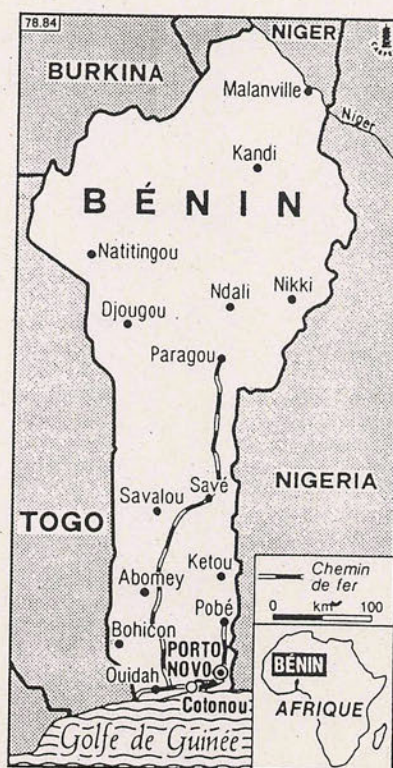 78.84
NIGER
BURKINA
Malanville
Niger
Kandi
BÉNIN
Natitingou
Ndali
Nikki
Djougou
Paragou
NIGERIA
Savé
Savalou
TOGO
Ketou
Abomey
Pobé
Bohicon
PORTO
NOVO
Ouidah
Cotonou
Golfe de Guinée
Chemin
de fer
0 km 100
BÉNIN
AFRIQUE